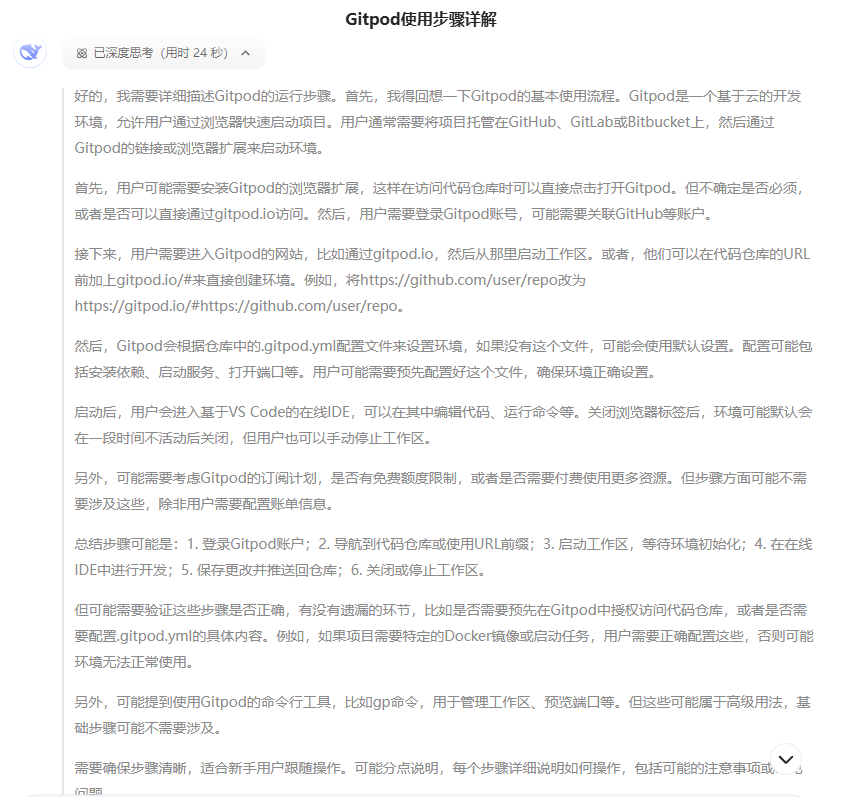 Gitpod使用步骤详解
已深度思考（用时 24 秒）
好的，我需要详细描述Gitpod的运行步骤。首先，我得回想一下Gitpod的基本使用流程。Gitpod是一个基于云的开发
环境，允许用户通过浏览器快速启动项目。用户通常需要将项目托管在GitHub、GitLab或Bitbucket上，然后通过
Gitpod的链接或浏览器扩展来启动环境。
首先，用户可能需要安装Gitpod的浏览器扩展，这样在访问代码仓库时可以直接点击打开Gitpod。但不确定是否必须，
或者是否可以直接通过gitpod.io访问。然后，用户需要登录Gitpod账号，可能需要关联GitHub等账户。
接下来，用户需要进入Gitpod的网站，比如通过gitpod.io，然后从那里启动工作区。或者，他们可以在代码仓库的URL
前加上gitpod.io/#来直接创建环境。例如，将https://github.com/user/repo改为
https://gitpod.io/#https://github.com/user/repo。
然后，Gitpod会根据仓库中的.gitpod.yml配置文件来设置环境，如果没有这个文件，可能会使用默认设置。配置可能包
括安装依赖、启动服务、打开端口等。用户可能需要预先配置好这个文件，确保环境正确设置。
启动后，用户会进入基于VS Code的在线IDE，可以在其中编辑代码、运行命令等。关闭浏览器标签后，环境可能默认会
在一段时间不活动后关闭，但用户也可以手动停止工作区。
另外，可能需要考虑Gitpod的订阅计划，是否有免费额度限制，或者是否需要付费使用更多资源。但步骤方面可能不需
要涉及这些，除非用户需要配置账单信息。
总结步骤可能是：1. 登录Gitpod账户；2. 导航到代码仓库或使用URL前缀；3. 启动工作区，等待环境初始化；4. 在在线
IDE中进行开发；5. 保存更改并推送回仓库；6. 关闭或停止工作区。
但可能需要验证这些步骤是否正确，有没有遗漏的环节，比如是否需要预先在Gitpod中授权访问代码仓库，或者是否需
要配置.gitpod.yml的具体内容。例如，如果项目需要特定的Docker镜像或启动任务，用户需要正确配置这些，否则可能
环境无法正常使用。
另外，可能提到使用Gitpod的命令行工具，比如gp命令，用于管理工作区、预览端口等。但这些可能属于高级用法，基
础步骤可能不需要涉及。
需要确保步骤清晰，适合新手用户跟随操作。可能分点说明，每个步骤详细说明如何操作，包括可能的注意事项或
问题